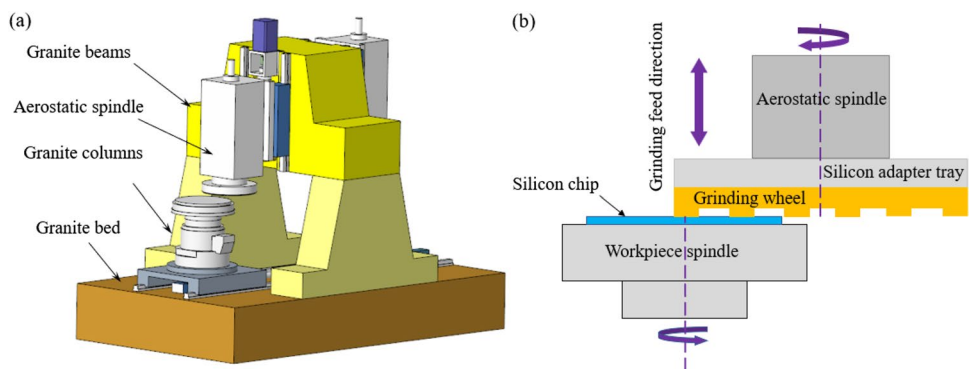 (a)
Granite beams
Aerostatic spindle
Granite columns
Granite bed
(b)
Grinding feed direction
Aerostatic spindle
Silicon adapter tray
Grinding wheel
Silicon chip
Workpiece spindle